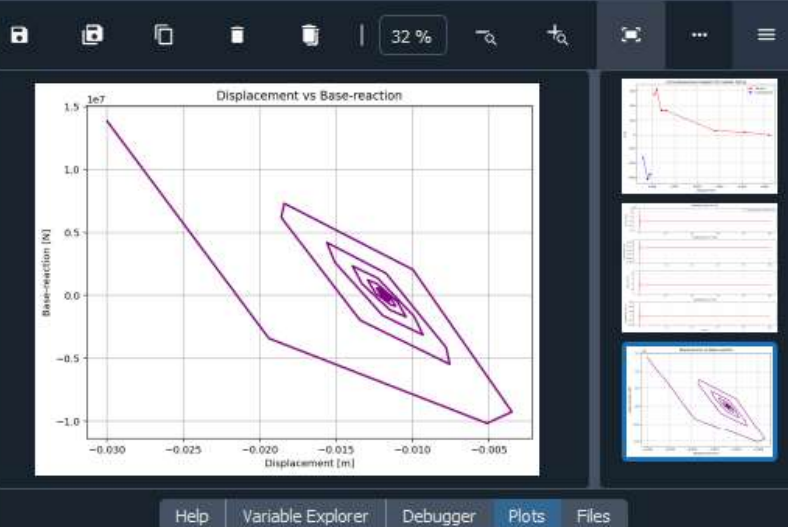 32 %
Displacement vs Base-reaction
1e7
1.5
1.0
0.5
0.0
−0.5
−1.0
Base-reaction [N]
−0.030 −0.025 −0.020 −0.015 −0.010 −0.005
Displacement [m]
Help Variable Explorer Debugger Plots Files